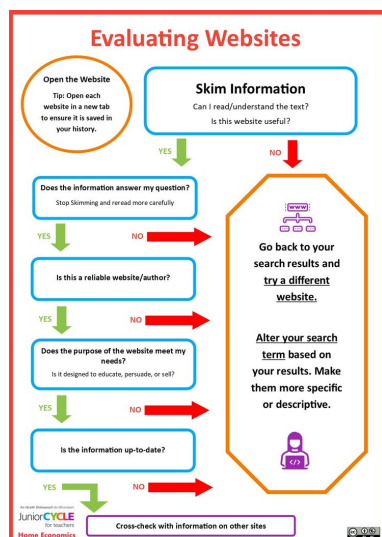 Evaluating Websites
Open the Website
Tip: Open each
website in a new tab
to ensure it is saved in
your history.
Skim Information
Can I read/understand the text?
Is this website useful?
YES
NO
Does the information answer my question?
Stop Skimming and reread more carefully
YES
NO
www
Go back to your
search results and
try a different
website.
Alter your search
term based on
your results. Make
them more specific
or descriptive.
Is this a reliable website/author?
YES
NO
Does the purpose of the website meet my
needs?
Is it designed to educate, persuade, or sell?
YES
NO
Is the information up-to-date?
YES
NO
Cross-check with information on other sites
JuniorCYCLE
for teachers
Home Economics